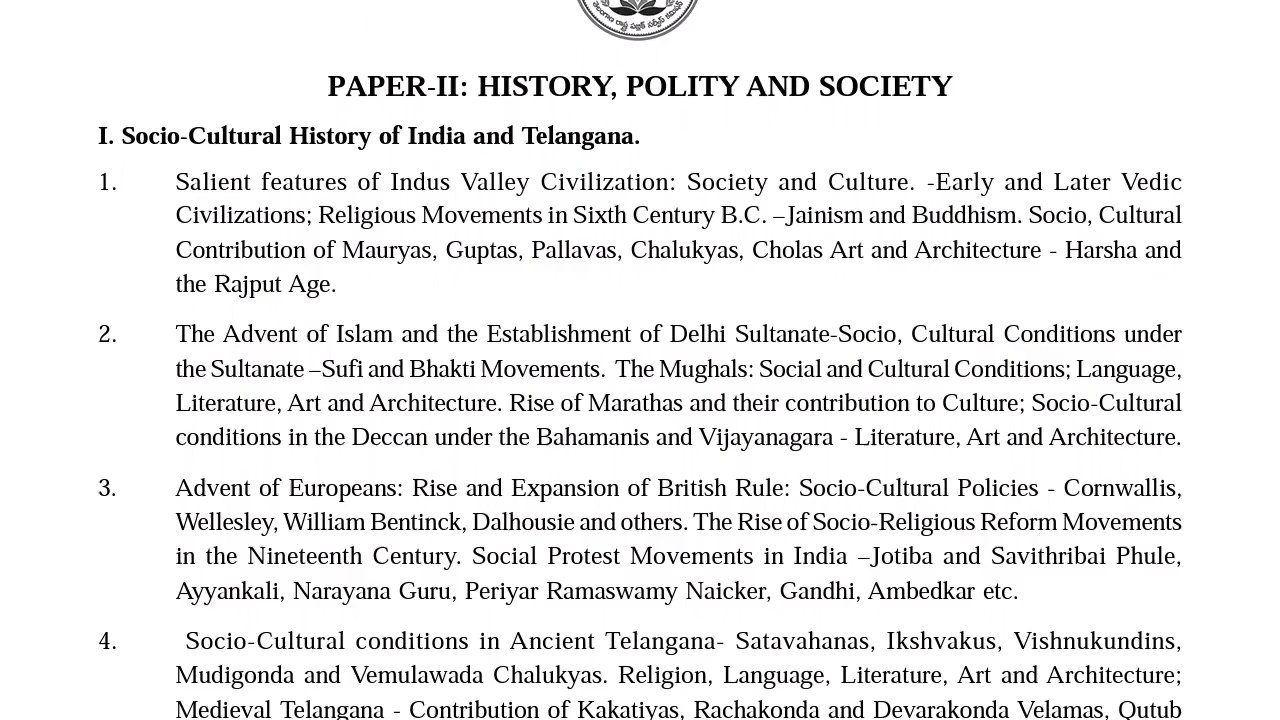 తెలంగాణ రాష్ట్ర పబ్లిక్ సర్వీస్ కమిషన్
PAPER-II: HISTORY, POLITY AND SOCIETY
I. Socio-Cultural History of India and Telangana.
1. Salient features of Indus Valley Civilization: Society and Culture. -Early and Later Vedic
Civilizations; Religious Movements in Sixth Century B.C. –Jainism and Buddhism. Socio, Cultural
Contribution of Mauryas, Guptas, Pallavas, Chalukyas, Cholas Art and Architecture - Harsha and
the Rajput Age.
2. The Advent of Islam and the Establishment of Delhi Sultanate-Socio, Cultural Conditions under
the Sultanate –Sufi and Bhakti Movements. The Mughals: Social and Cultural Conditions; Language,
Literature, Art and Architecture. Rise of Marathas and their contribution to Culture; Socio-Cultural
conditions in the Deccan under the Bahamanis and Vijayanagara - Literature, Art and Architecture.
3. Advent of Europeans: Rise and Expansion of British Rule: Socio-Cultural Policies - Cornwallis,
Wellesley, William Bentinck, Dalhousie and others. The Rise of Socio-Religious Reform Movements
in the Nineteenth Century. Social Protest Movements in India –Jotiba and Savithribai Phule,
Ayyankali, Narayana Guru, Periyar Ramaswamy Naicker, Gandhi, Ambedkar etc.
4. Socio-Cultural conditions in Ancient Telangana- Satavahanas, Ikshvakus, Vishnukundins,
Mudigonda and Vemulawada Chalukyas. Religion, Language, Literature, Art and Architecture;
Medieval Telangana - Contribution of Kakatiyas, Rachakonda and Devarakonda Velamas, Qutub